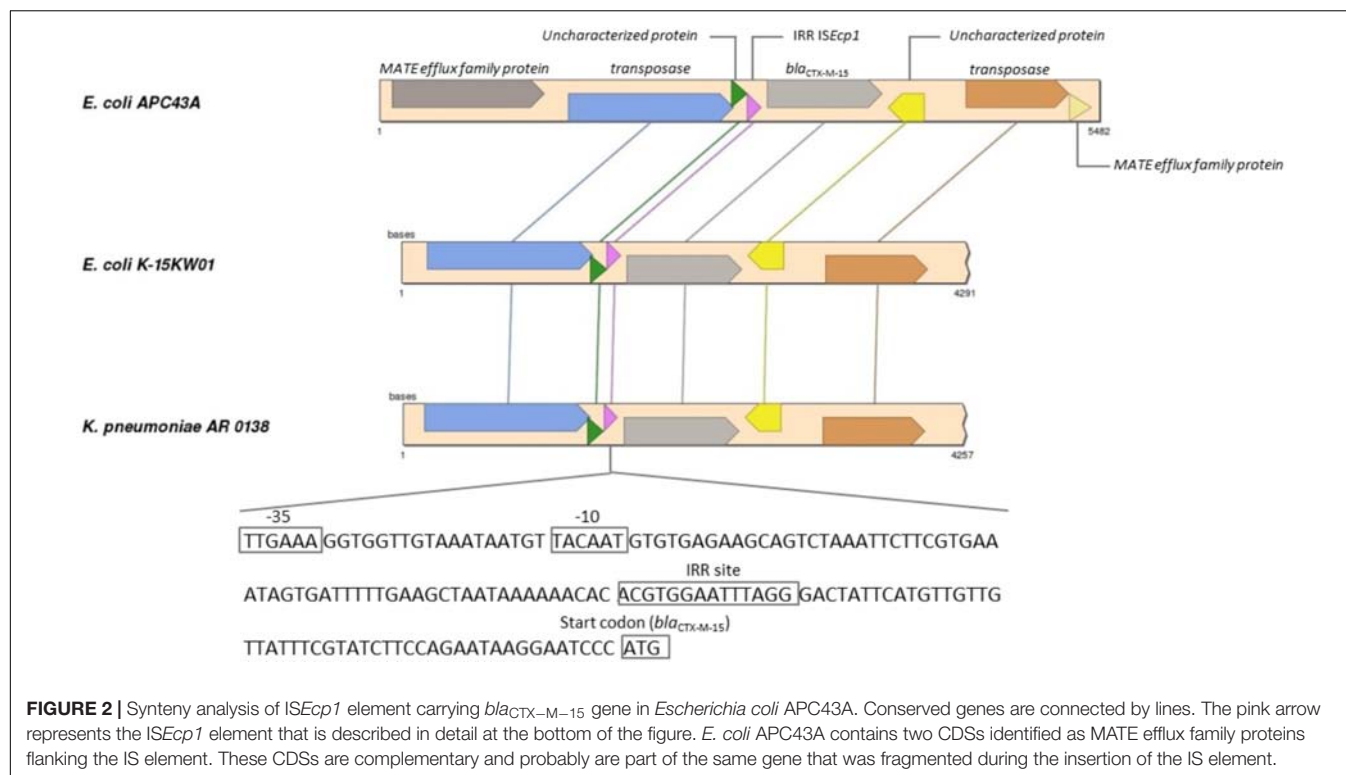 Uncharacterized protein IRR ISEcp1 Uncharacterized protein
MATE efflux family protein transposase blaCTX-M-15 transposase
E. coli APC43A
1 5482
MATE efflux family protein
bases
E. coli K-15KW01
1 4291
bases
K. pneumoniae AR 0138
1 4257
-35 -10
TTGAAA GGTGGTTGTAAATAATGT TACAAT GTGTGAGAAGCAGTCTAAATTCTTCGTGAA
IRR site
ATAGTGATTTTTGAAGCTAATAAAAAACAC ACGTGGAATTTAGG GACTATTCATGTTGTTG
Start codon (blaCTX-M-15)
TTATTTCGTATCTTCCAGAATAAGGAATCCC ATG
FIGURE 2 | Synteny analysis of ISEcp1 element carrying blaCTX−M−15 gene in Escherichia coli APC43A. Conserved genes are connected by lines. The pink arrow
represents the ISEcp1 element that is described in detail at the bottom of the figure. E. coli APC43A contains two CDSs identified as MATE efflux family proteins
flanking the IS element. These CDSs are complementary and probably are part of the same gene that was fragmented during the insertion of the IS element.